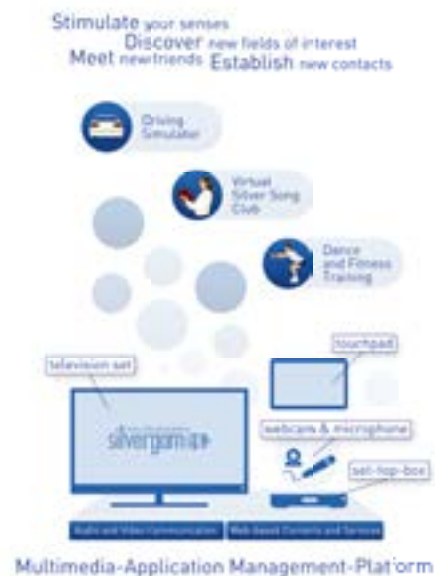 Stimulate your senses
Discover new fields of interest
Meet newfriends Establish new contacts
Driving
Simulator
Virtual
Silver Song
Club
Dance
and Fitness
Training
touchpad
television set
webcam & microphone
silvergame
set-top-box
Audio and Video Communication
Web-based Contents and Services
Multimedia-Application Management-Platform